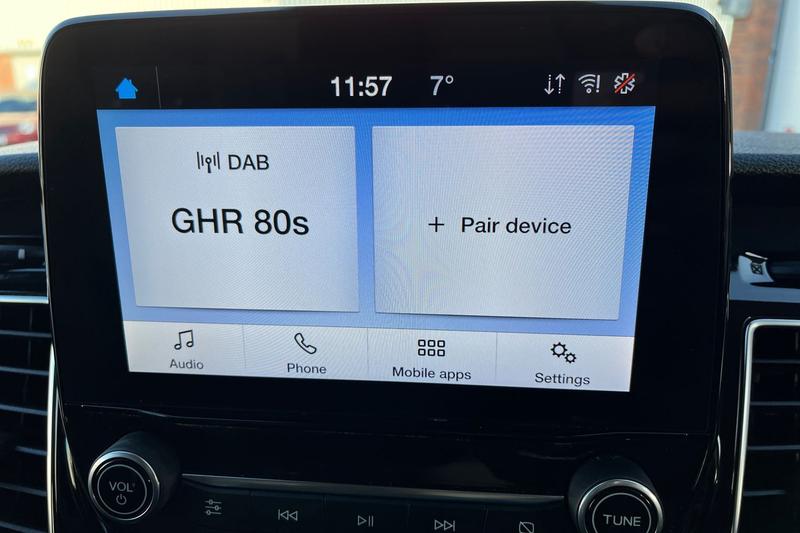 11:57 7°
DAB
GHR 80s
+ Pair device
Audio Phone Mobile apps Settings
VOL
TUNE